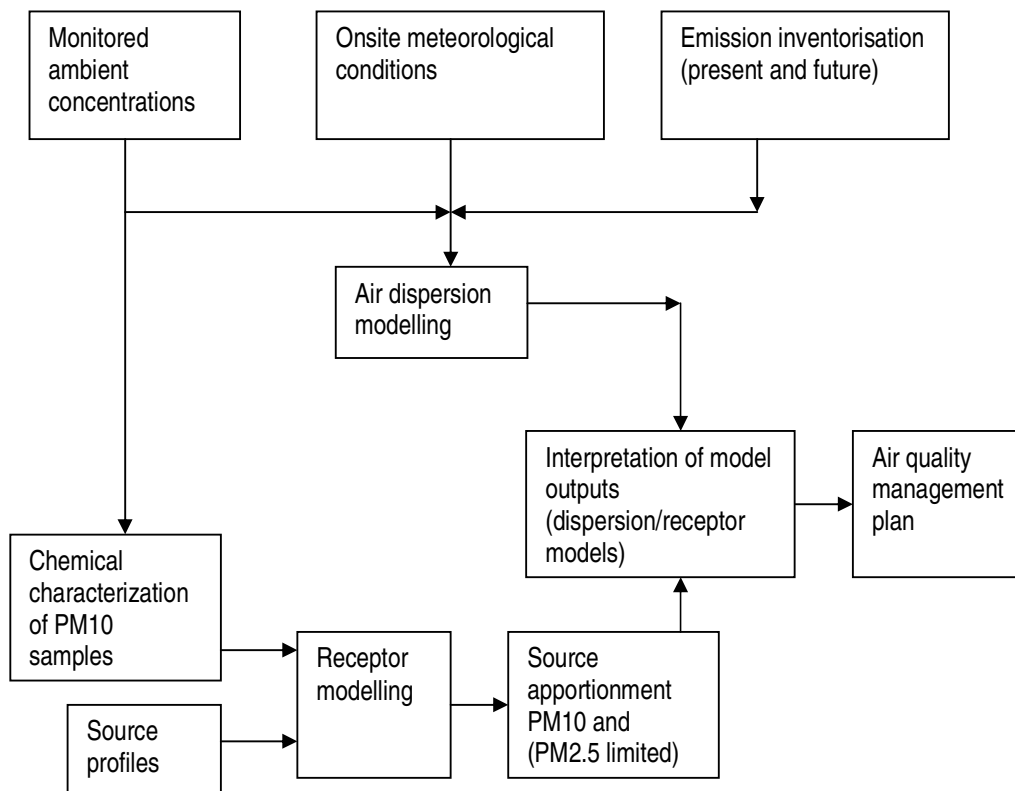 Monitored
ambient
concentrations
Onsite meteorological
conditions
Emission inventorisation
(present and future)
Air dispersion
modelling
Interpretation of model
outputs
(dispersion/receptor
models)
Air quality
management
plan
Chemical
characterization
of PM10
samples
Receptor
modelling
Source
apportionment
PM10 and
(PM2.5 limited)
Source
profiles